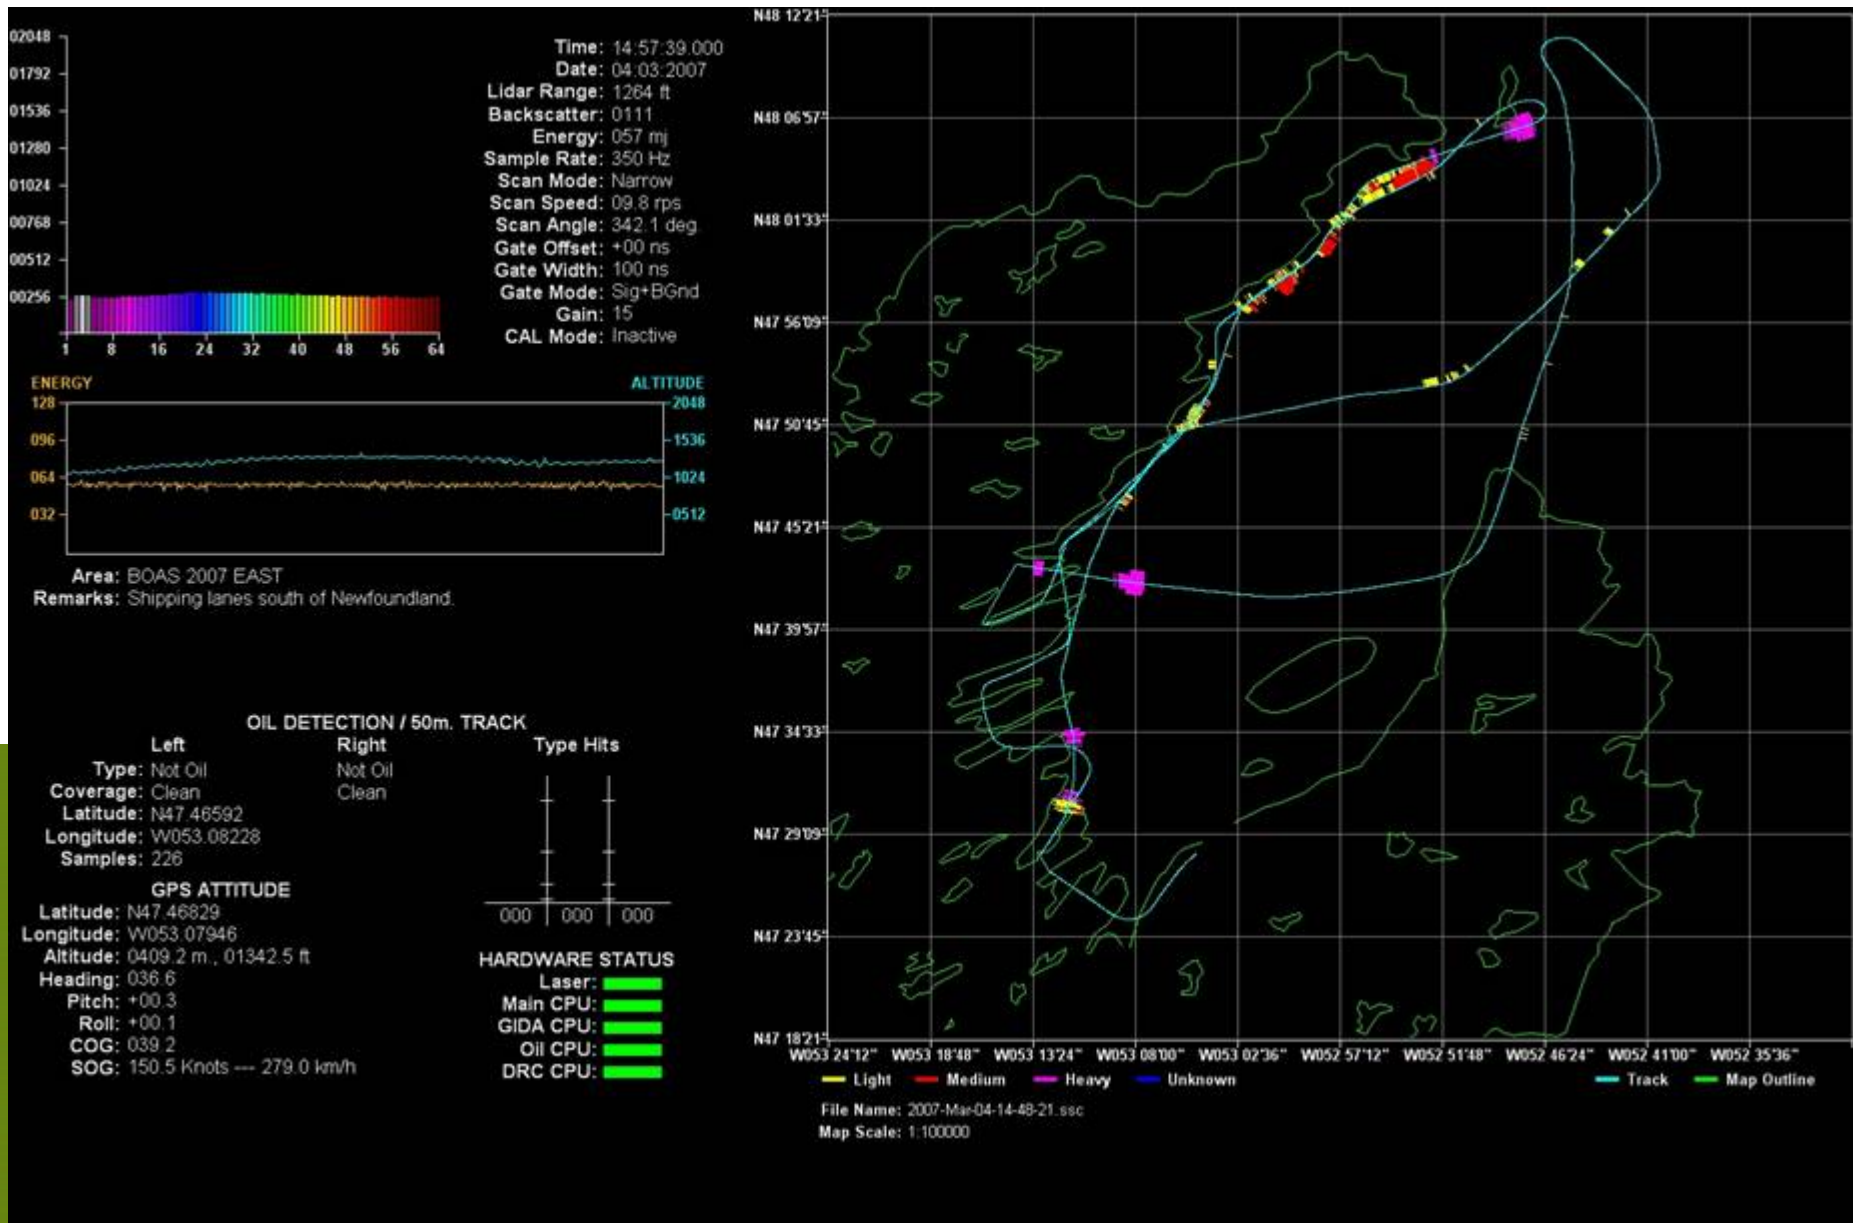 02048
01792
01536
01280
01024
00768
00512
00256
1 8 16 24 32 40 48 56 64
Time: 14:57:39.000
Date: 04:03:2007
Lidar Range: 1264 ft
Backscatter: 0111
Energy: 057 mj
Sample Rate: 350 Hz
Scan Mode: Narrow
Scan Speed: 09.8 rps
Scan Angle: 342.1 deg
Gate Offset: +00 ns
Gate Width: 100 ns
Gate Mode: Sig+BGnd
Gain: 15
CAL Mode: Inactive
ENERGY ALTITUDE
128 2048
096 1536
064 1024
032 0512
Area: BOAS 2007 EAST
Remarks: Shipping lanes south of Newfoundland.
OIL DETECTION / 50m. TRACK
Left Right Type Hits
Type: Not Oil Not Oil
Coverage: Clean Clean
Latitude: N47.46592
Longitude: W053.08228
Samples: 226
000 000 000
GPS ATTITUDE
Latitude: N47.46829
Longitude: W053.07946
Altitude: 0409.2 m., 01342.5 ft
Heading: 036.6
Pitch: +00.3
Roll: +00.1
COG: 039.2
SOG: 150.5 Knots --- 279.0 km/h
HARDWARE STATUS
Laser:
Main CPU:
GIDA CPU:
Oil CPU:
DRC CPU:
N48 12'21"
N48 06'57"
N48 01'33"
N47 56'09"
N47 50'45"
N47 45'21"
N47 39'57"
N47 34'33"
N47 29'09"
N47 23'45"
N47 18'21"
W053 24'12" W053 18'48" W053 13'24" W053 08'00" W053 02'36" W052 57'12" W052 51'48" W052 46'24" W052 41'00" W052 35'36"
Light Medium Heavy Unknown Track Map Outline
File Name: 2007-Mar-04-14-48-21.ssc
Map Scale: 1:100000